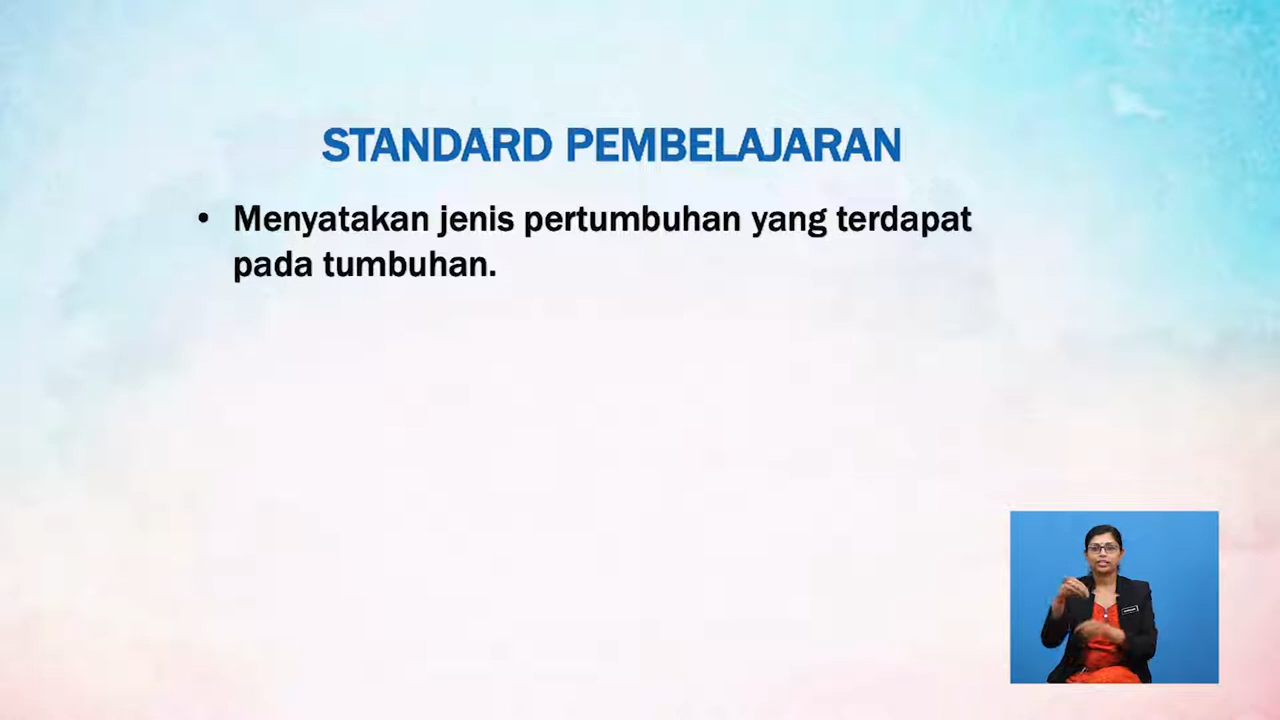 STANDARD PEMBELAJARAN
• Menyatakan jenis pertumbuhan yang terdapat
pada tumbuhan.